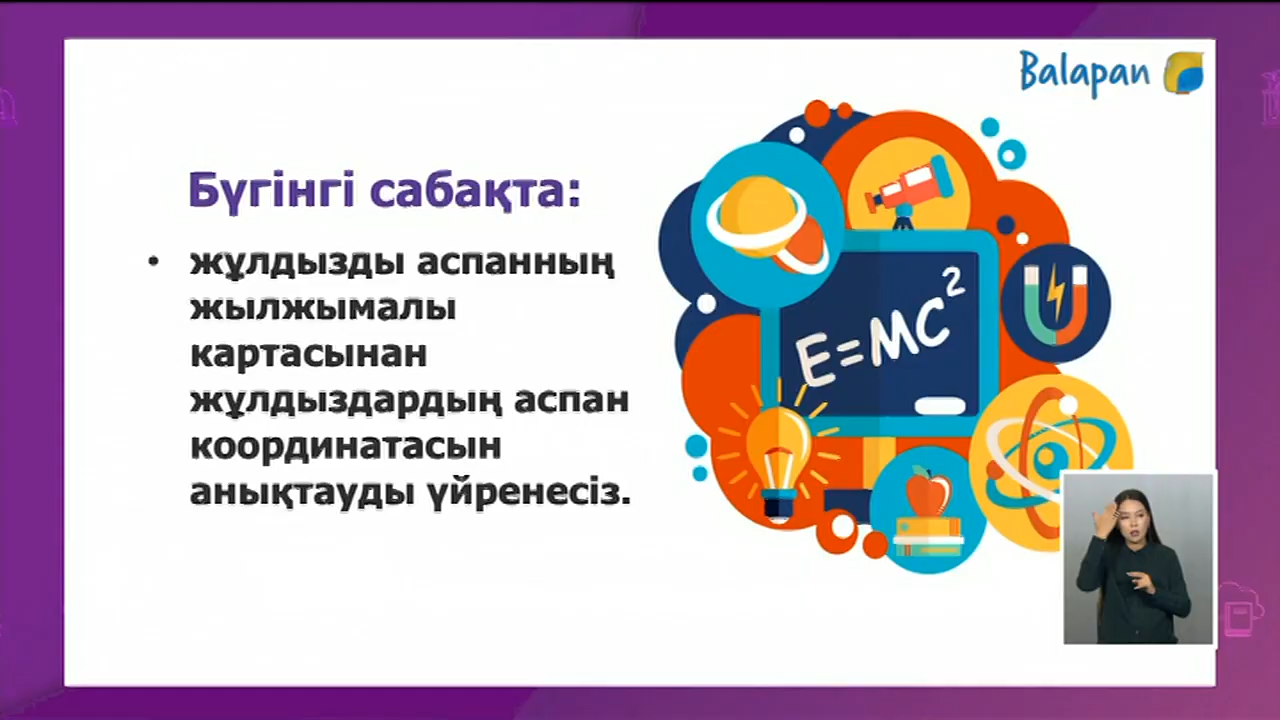 Balapan
Бүгінгі сабақта:
• жұлдызды аспанның
жылжымалы
картасынан
жұлдыздардың аспан
координатасын
анықтауды үйренесіз.
E=MC²